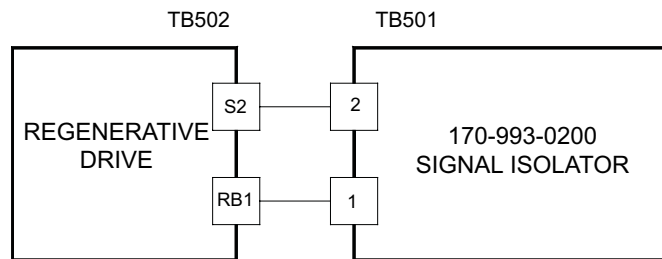 TB502 TB501
S2 2
REGENERATIVE 170-993-0200
DRIVE SIGNAL ISOLATOR
RB1 1